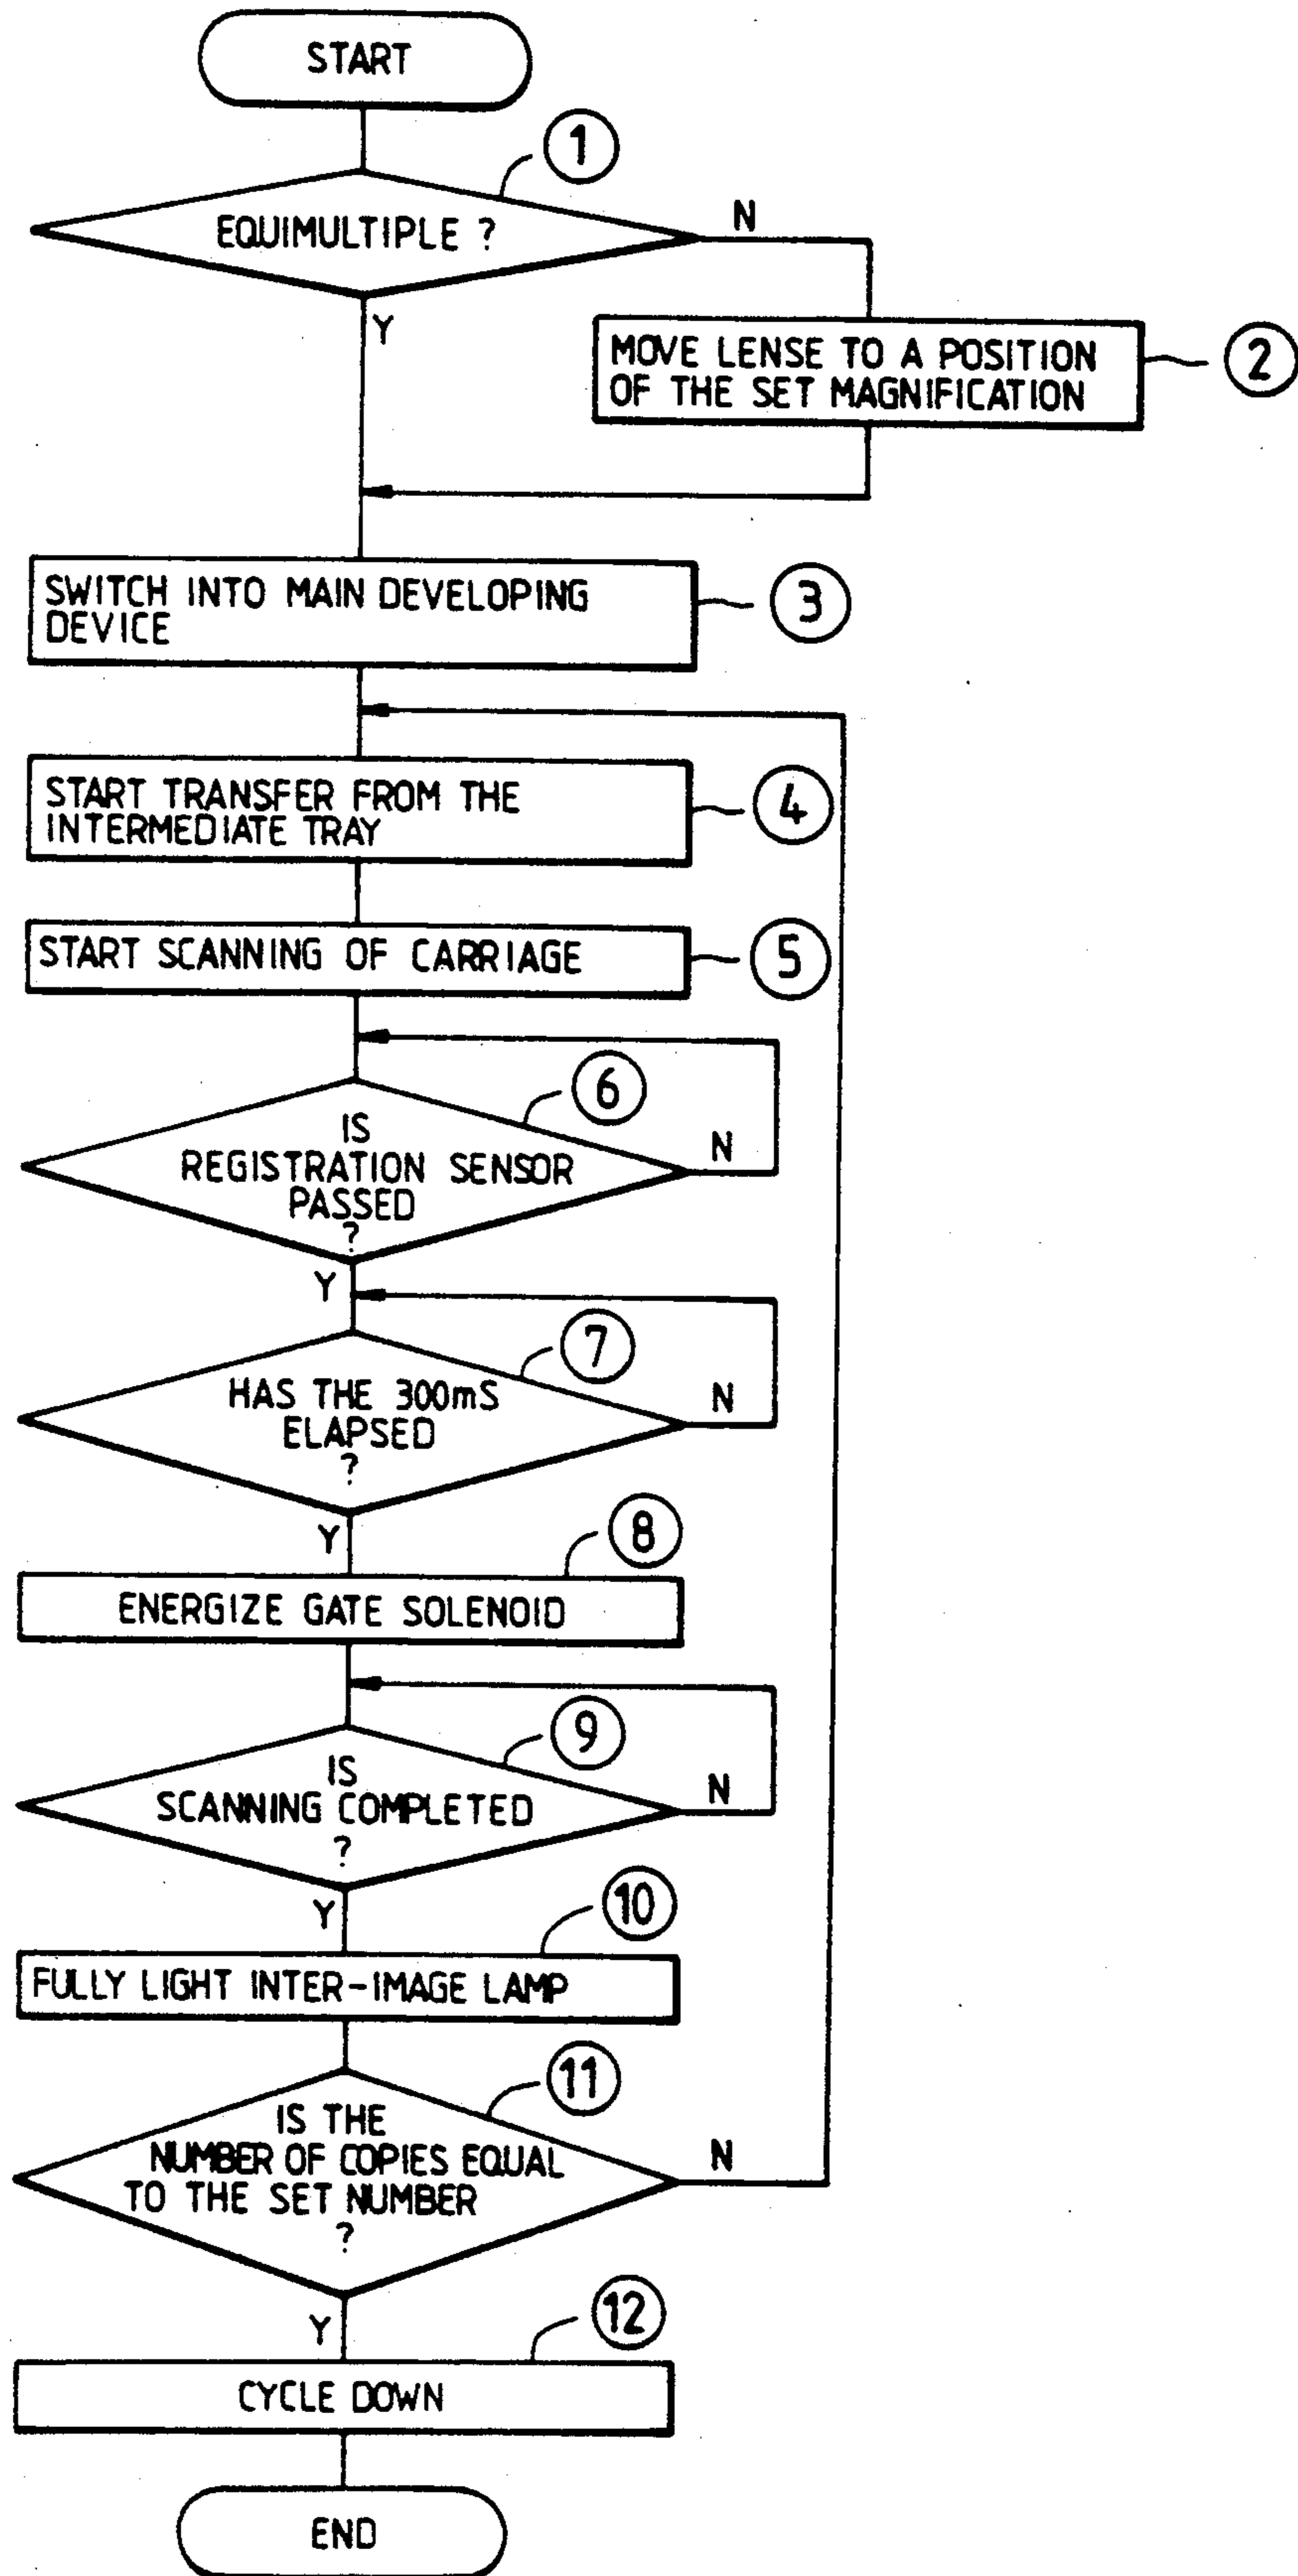 START
1
EQUIMULTIPLE ?
N
Y
MOVE LENSE TO A POSITION
OF THE SET MAGNIFICATION
2
SWITCH INTO MAIN DEVELOPING
DEVICE
3
START TRANSFER FROM THE
INTERMEDIATE TRAY
4
START SCANNING OF CARRIAGE
5
6
IS
REGISTRATION SENSOR
PASSED
?
N
Y
7
HAS THE 300mS
ELAPSED
?
N
Y
8
ENERGIZE GATE SOLENOID
9
IS
SCANNING COMPLETED
?
N
Y
10
FULLY LIGHT INTER-IMAGE LAMP
11
IS THE
NUMBER OF COPIES EQUAL
TO THE SET NUMBER
?
N
Y
12
CYCLE DOWN
END